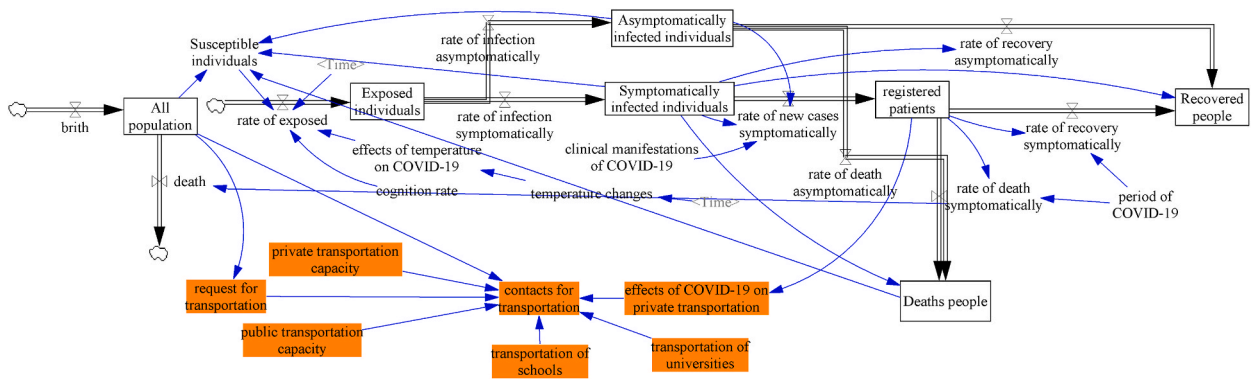 Asymptomatically
infected individuals
Susceptible
individuals
rate of infection
asymptomatically
rate of recovery
asymptomatically
<Time>
All
population
brith
Exposed
individuals
rate of exposed
rate of infection
symptomatically
Symptomatically
infected individuals
rate of new cases
symptomatically
registered
patients
Recovered
people
rate of recovery
symptomatically
effects of temperature
on COVID-19
clinical manifestations
of COVID-19
rate of death
asymptomatically
death
cognition rate
temperature changes
<Time>
rate of death
symptomatically
period of
COVID-19
private transportation
capacity
request for
transportation
contacts for
transportation
effects of COVID-19 on
private transportation
Deaths people
public transportation
capacity
transportation of
schools
transportation of
universities